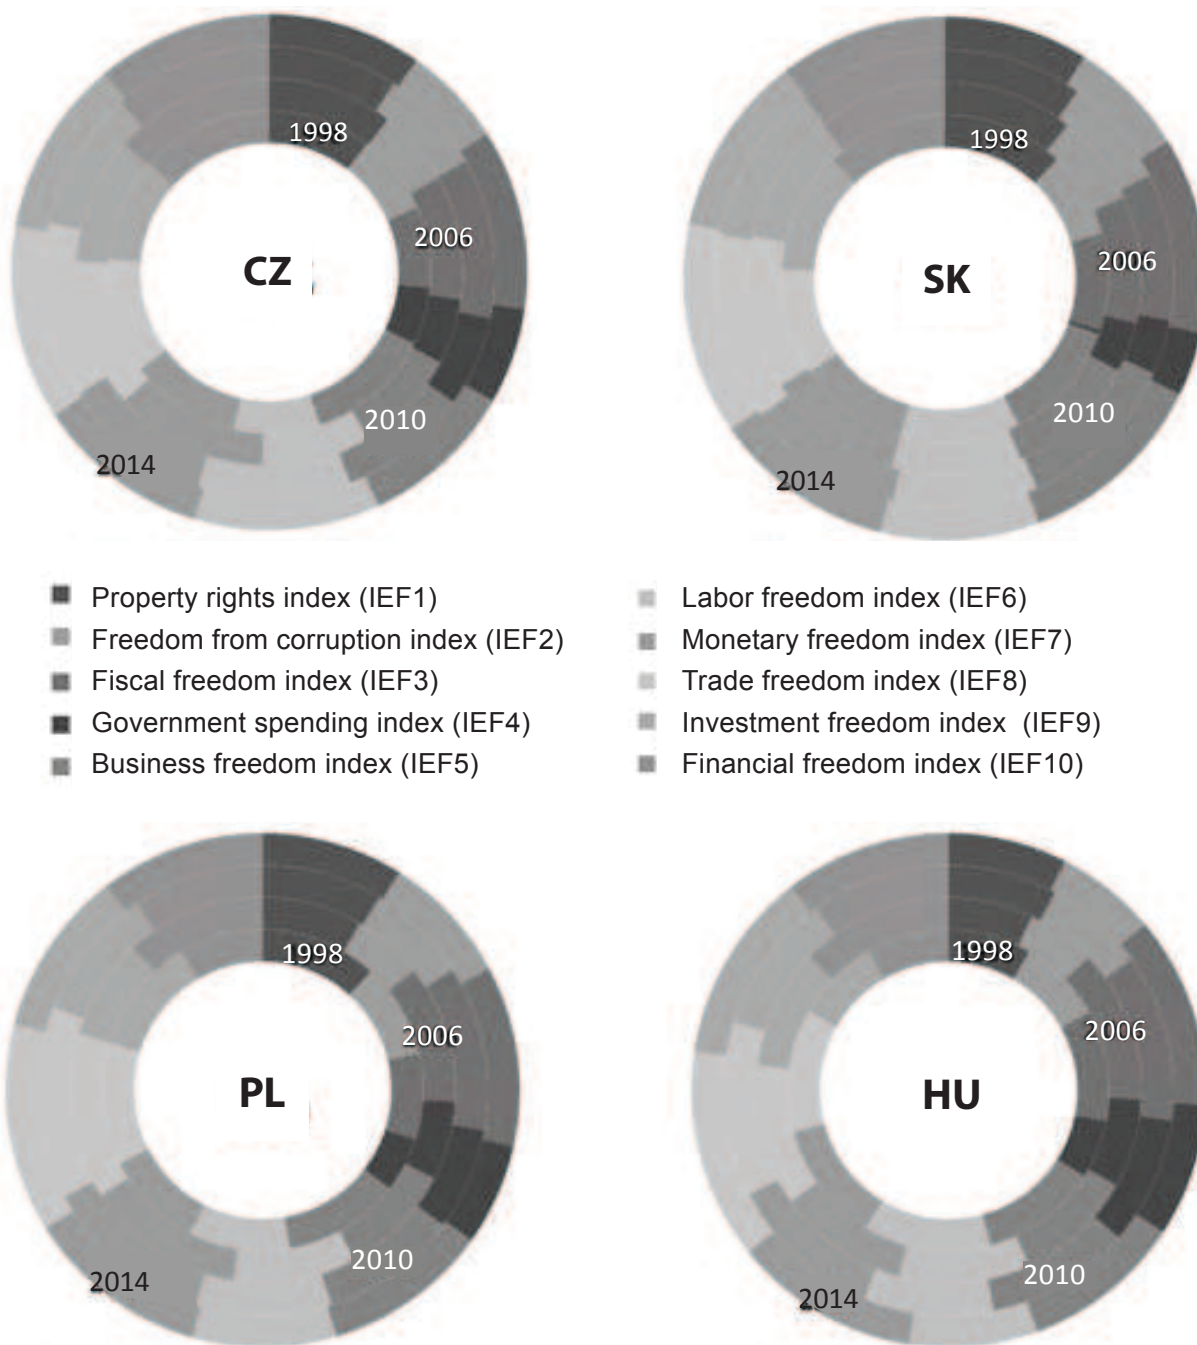 1998
2006
CZ
2010
2014
1998
2006
SK
2010
2014
Property rights index (IEF1)
Freedom from corruption index (IEF2)
Fiscal freedom index (IEF3)
Government spending index (IEF4)
Business freedom index (IEF5)
Labor freedom index (IEF6)
Monetary freedom index (IEF7)
Trade freedom index (IEF8)
Investment freedom index (IEF9)
Financial freedom index (IEF10)
1998
2006
PL
2010
2014
1998
2006
HU
2010
2014